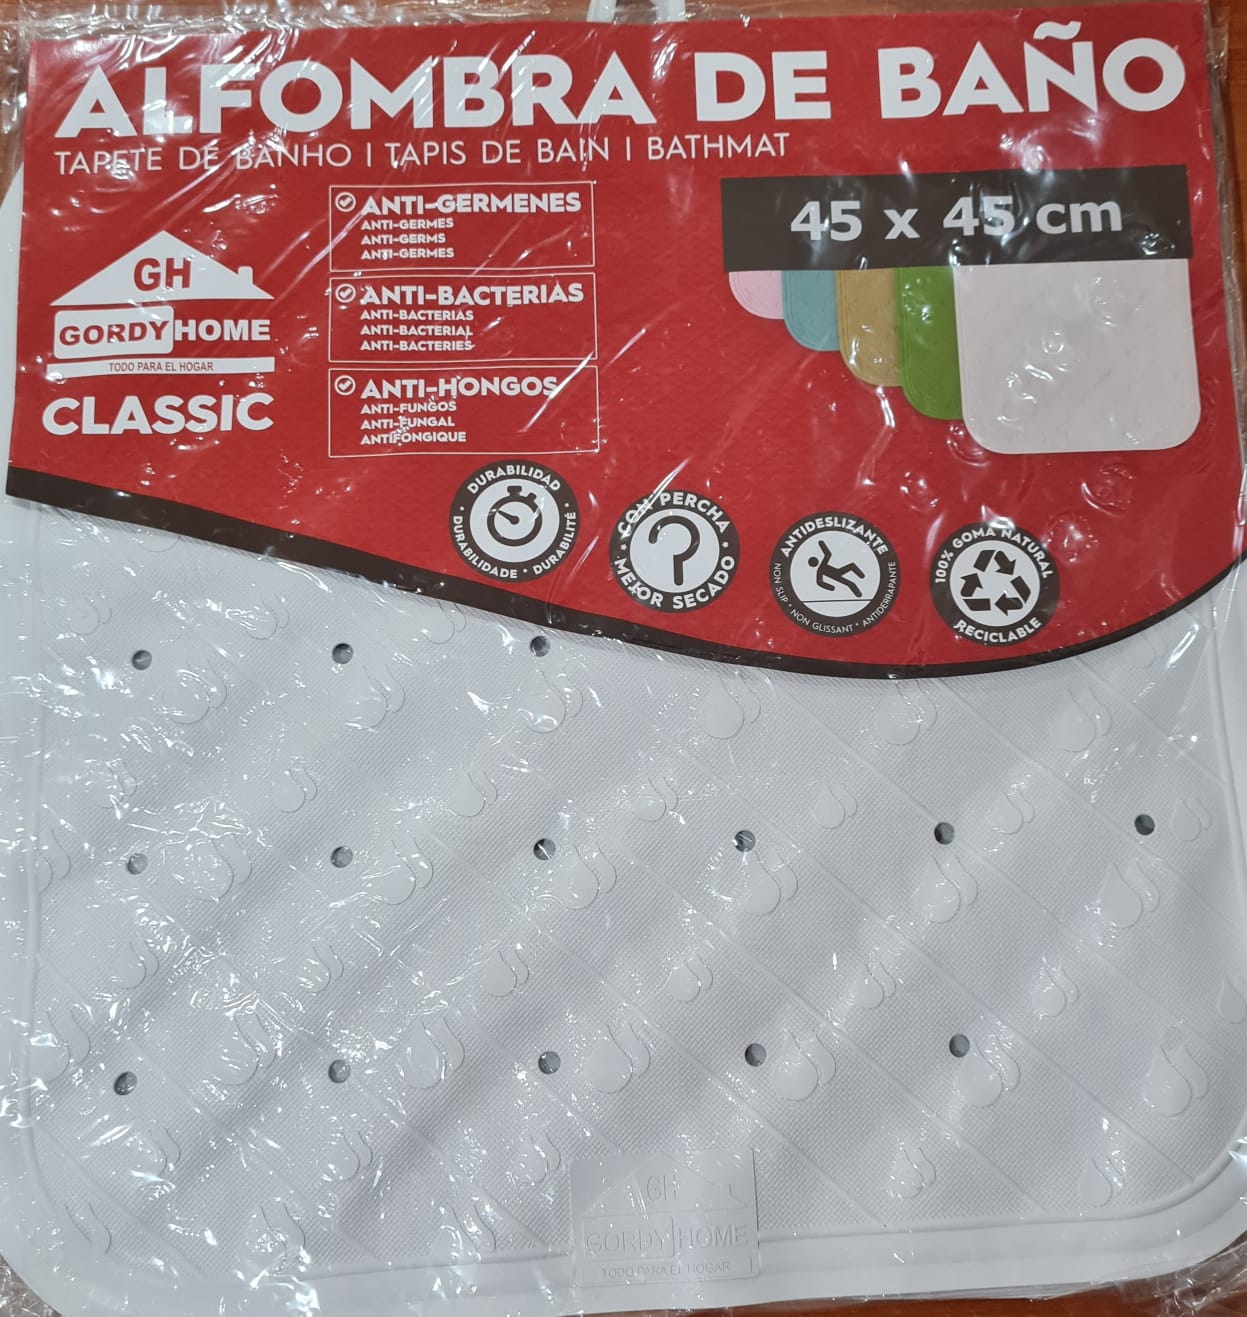 ALFOMBRA DE BAÑO
TAPETE DE BANHO | TAPIS DE BAIN | BATHMAT
ANTI-GERMENES
ANTI-GERMES
ANTI-GERMS
ANTI-GERMES
ANTI-BACTERIAS
ANTI-BACTERIAS
ANTI-BACTERIAL
ANTI-BACTERIES
ANTI-HONGOS
ANTI-FUNGOS
ANTI-FUNGAL
ANTIFONGIQUE
45 x 45 cm
GH
GORDY HOME
TODO PARA EL HOGAR
CLASSIC
DURABILIDAD
DURABILIDADE • DURABILITÉ
CON PERCHA
MEJOR SECADO
ANTIDESLIZANTE
NON SLIP • NON GLISSANT • ANTIDERRAPANTE
100% GOMA NATURAL
RECICLABLE
GH
GORDY HOME
TODO PARA EL HOGAR